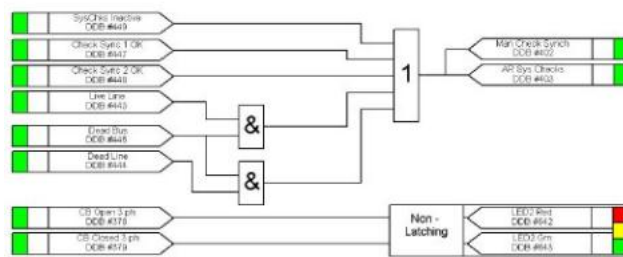 SysChks Inactive
DDB #449
Check Sync 1 OK
DDB #447
Check Sync 2 OK
DDB #448
Live Line
DDB #443
Dead Bus
DDB #446
Dead Line
DDB #444
&
&
1
Man Check Synch
DDB #402
AR Sys Checks
DDB #403
CB Open 3 ph
DDB #378
CB Closed 3 ph
DDB #379
Non -
Latching
LED2 Red
DDB #642
LED2 Grn
DDB #643